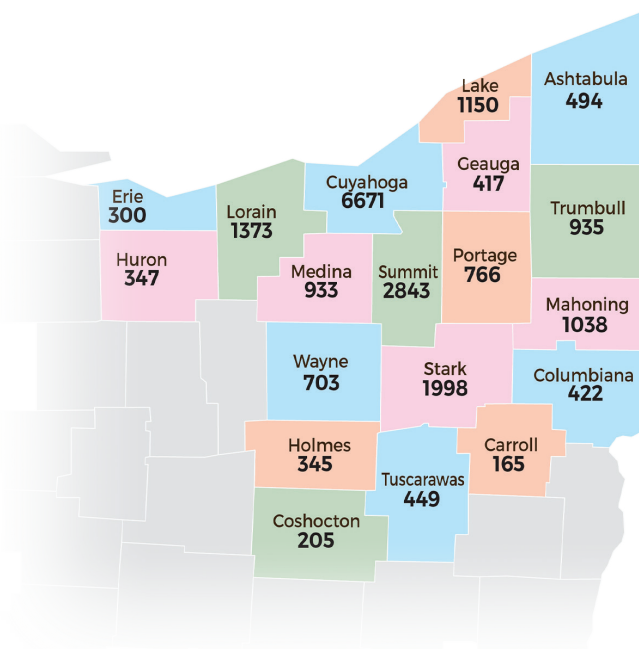 Lake
1150
Ashtabula
494
Geauga
417
Cuyahoga
6671
Erie
300
Lorain
1373
Trumbull
935
Huron
347
Medina
933
Summit
2843
Portage
766
Mahoning
1038
Wayne
703
Stark
1998
Columbiana
422
Holmes
345
Carroll
165
Tuscarawas
449
Coshocton
205